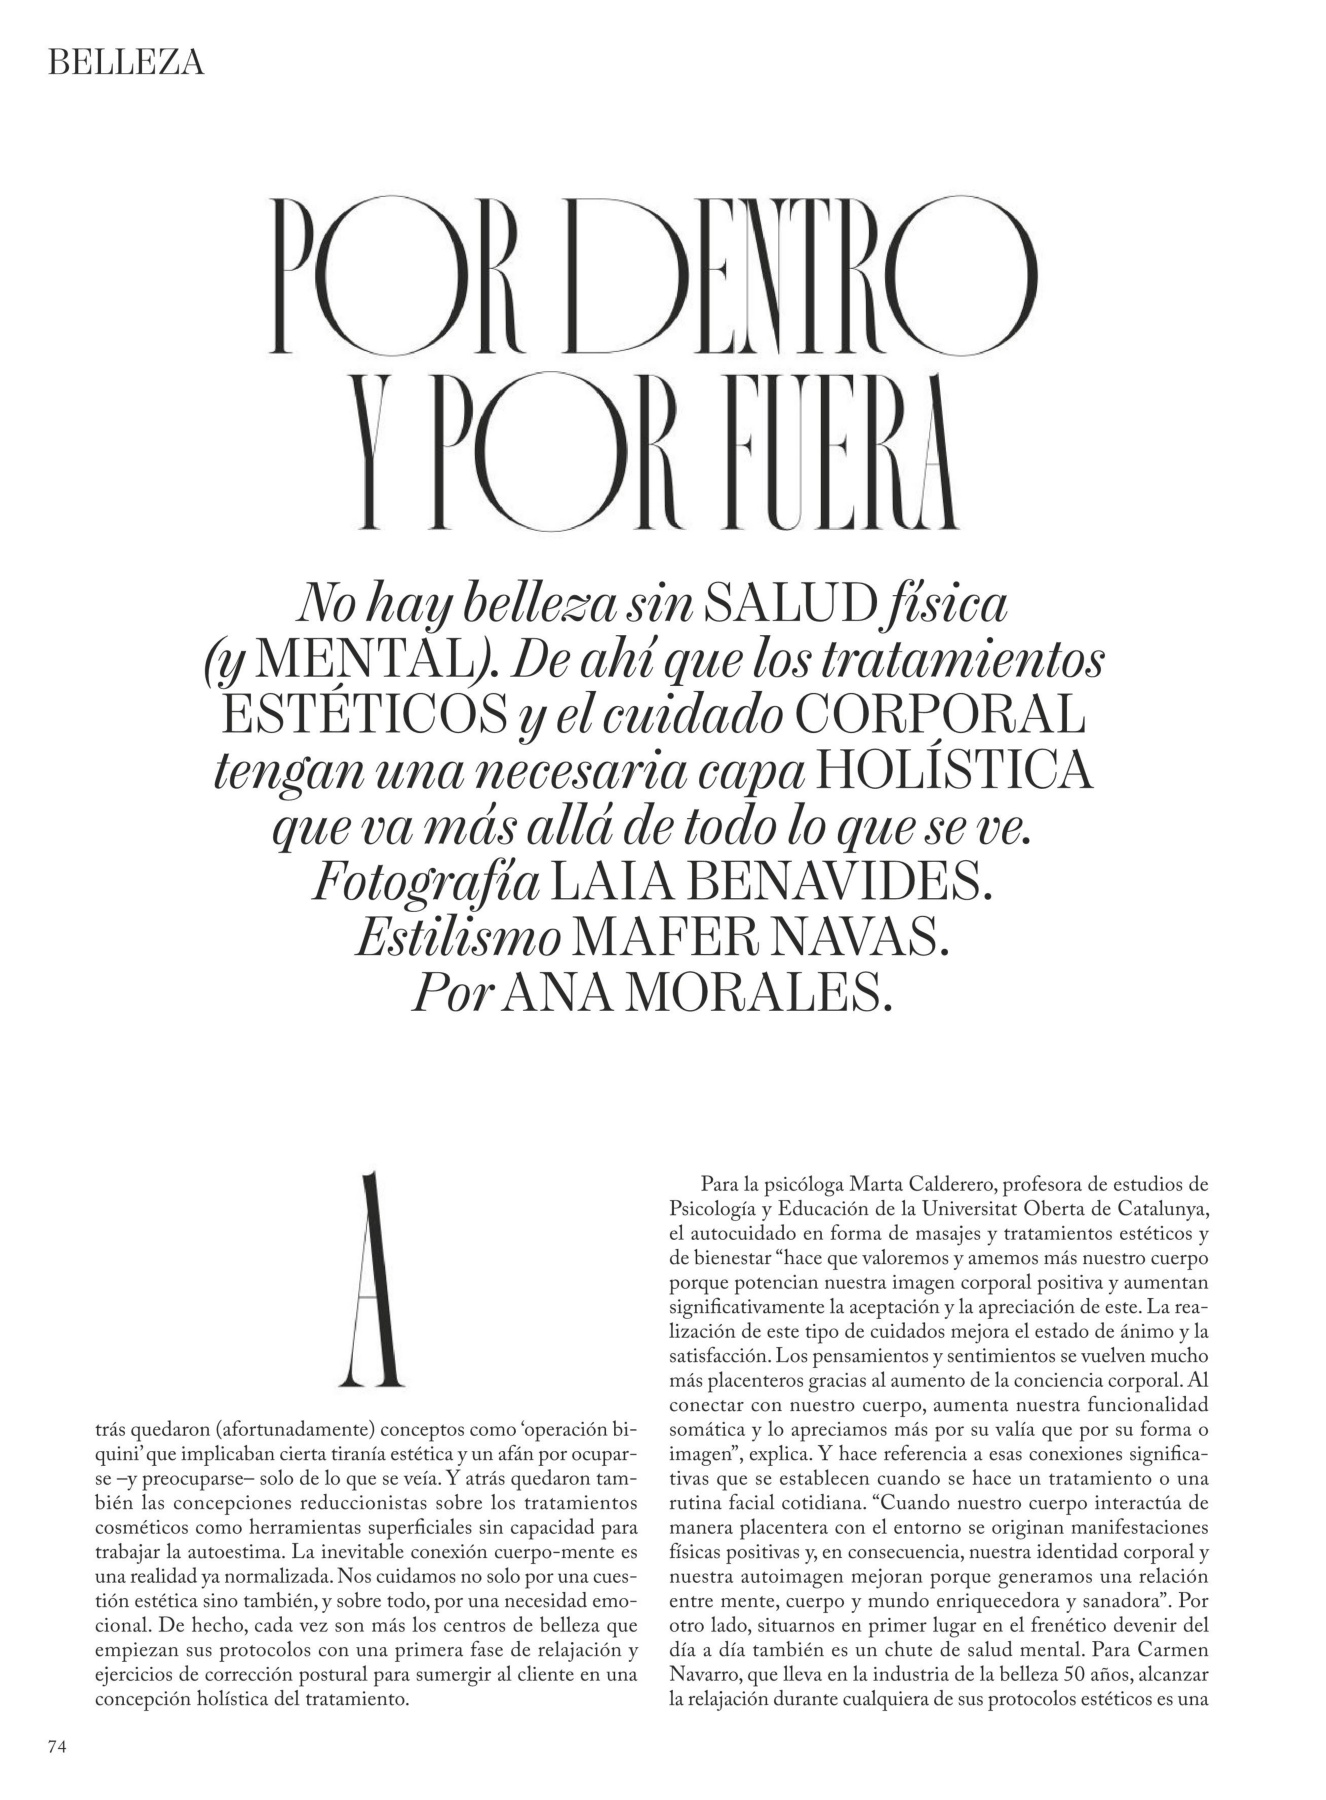 BELLEZA
POR DENTRO
Y POR FUERA
No hay belleza sin SALUD física
(y MENTAL). De ahí que los tratamientos
ESTÉTICOS y el cuidado CORPORAL
tengan una necesaria capa HOLÍSTICA
que va más allá de todo lo que se ve.
Fotografía LAIA BENAVIDES.
Estilismo MAFER NAVAS.
Por ANA MORALES.
A
trás quedaron (afortunadamente) conceptos como ‘operación bi-
quini’ que implicaban cierta tiranía estética y un afán por ocupar-
se –y preocuparse– solo de lo que se veía. Y atrás quedaron tam-
bién las concepciones reduccionistas sobre los tratamientos
cosméticos como herramientas superficiales sin capacidad para
trabajar la autoestima. La inevitable conexión cuerpo-mente es
una realidad ya normalizada. Nos cuidamos no solo por una cues-
tión estética sino también, y sobre todo, por una necesidad emo-
cional. De hecho, cada vez son más los centros de belleza que
empiezan sus protocolos con una primera fase de relajación y
ejercicios de corrección postural para sumergir al cliente en una
concepción holística del tratamiento.
Para la psicóloga Marta Calderero, profesora de estudios de
Psicología y Educación de la Universitat Oberta de Catalunya,
el autocuidado en forma de masajes y tratamientos estéticos y
de bienestar “hace que valoremos y amemos más nuestro cuerpo
porque potencian nuestra imagen corporal positiva y aumentan
significativamente la aceptación y la apreciación de este. La rea-
lización de este tipo de cuidados mejora el estado de ánimo y la
satisfacción. Los pensamientos y sentimientos se vuelven mucho
más placenteros gracias al aumento de la conciencia corporal. Al
conectar con nuestro cuerpo, aumenta nuestra funcionalidad
somática y lo apreciamos más por su valía que por su forma o
imagen”, explica. Y hace referencia a esas conexiones significa-
tivas que se establecen cuando se hace un tratamiento o una
rutina facial cotidiana. “Cuando nuestro cuerpo interactúa de
manera placentera con el entorno se originan manifestaciones
físicas positivas y, en consecuencia, nuestra identidad corporal y
nuestra autoimagen mejoran porque generamos una relación
entre mente, cuerpo y mundo enriquecedora y sanadora”. Por
otro lado, situarnos en primer lugar en el frenético devenir del
día a día también es un chute de salud mental. Para Carmen
Navarro, que lleva en la industria de la belleza 50 años, alcanzar
la relajación durante cualquiera de sus protocolos estéticos es una
74